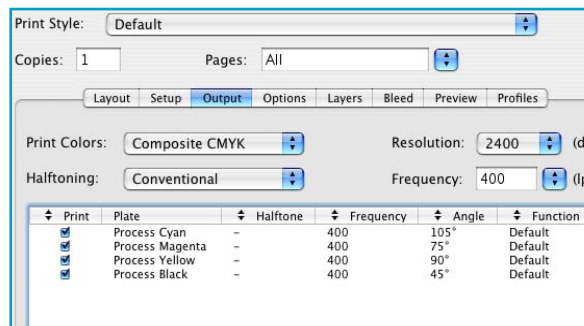 Print Style: Default
Copies: 1 Pages: All
Layout Setup Output Options Layers Bleed Preview Profiles
Print Colors: Composite CMYK Resolution: 2400 (d
Halftoning: Conventional Frequency: 400 (lp
Print Plate Halftone Frequency Angle Function
Process Cyan – 400 105° Default
Process Magenta – 400 75° Default
Process Yellow – 400 90° Default
Process Black – 400 45° Default